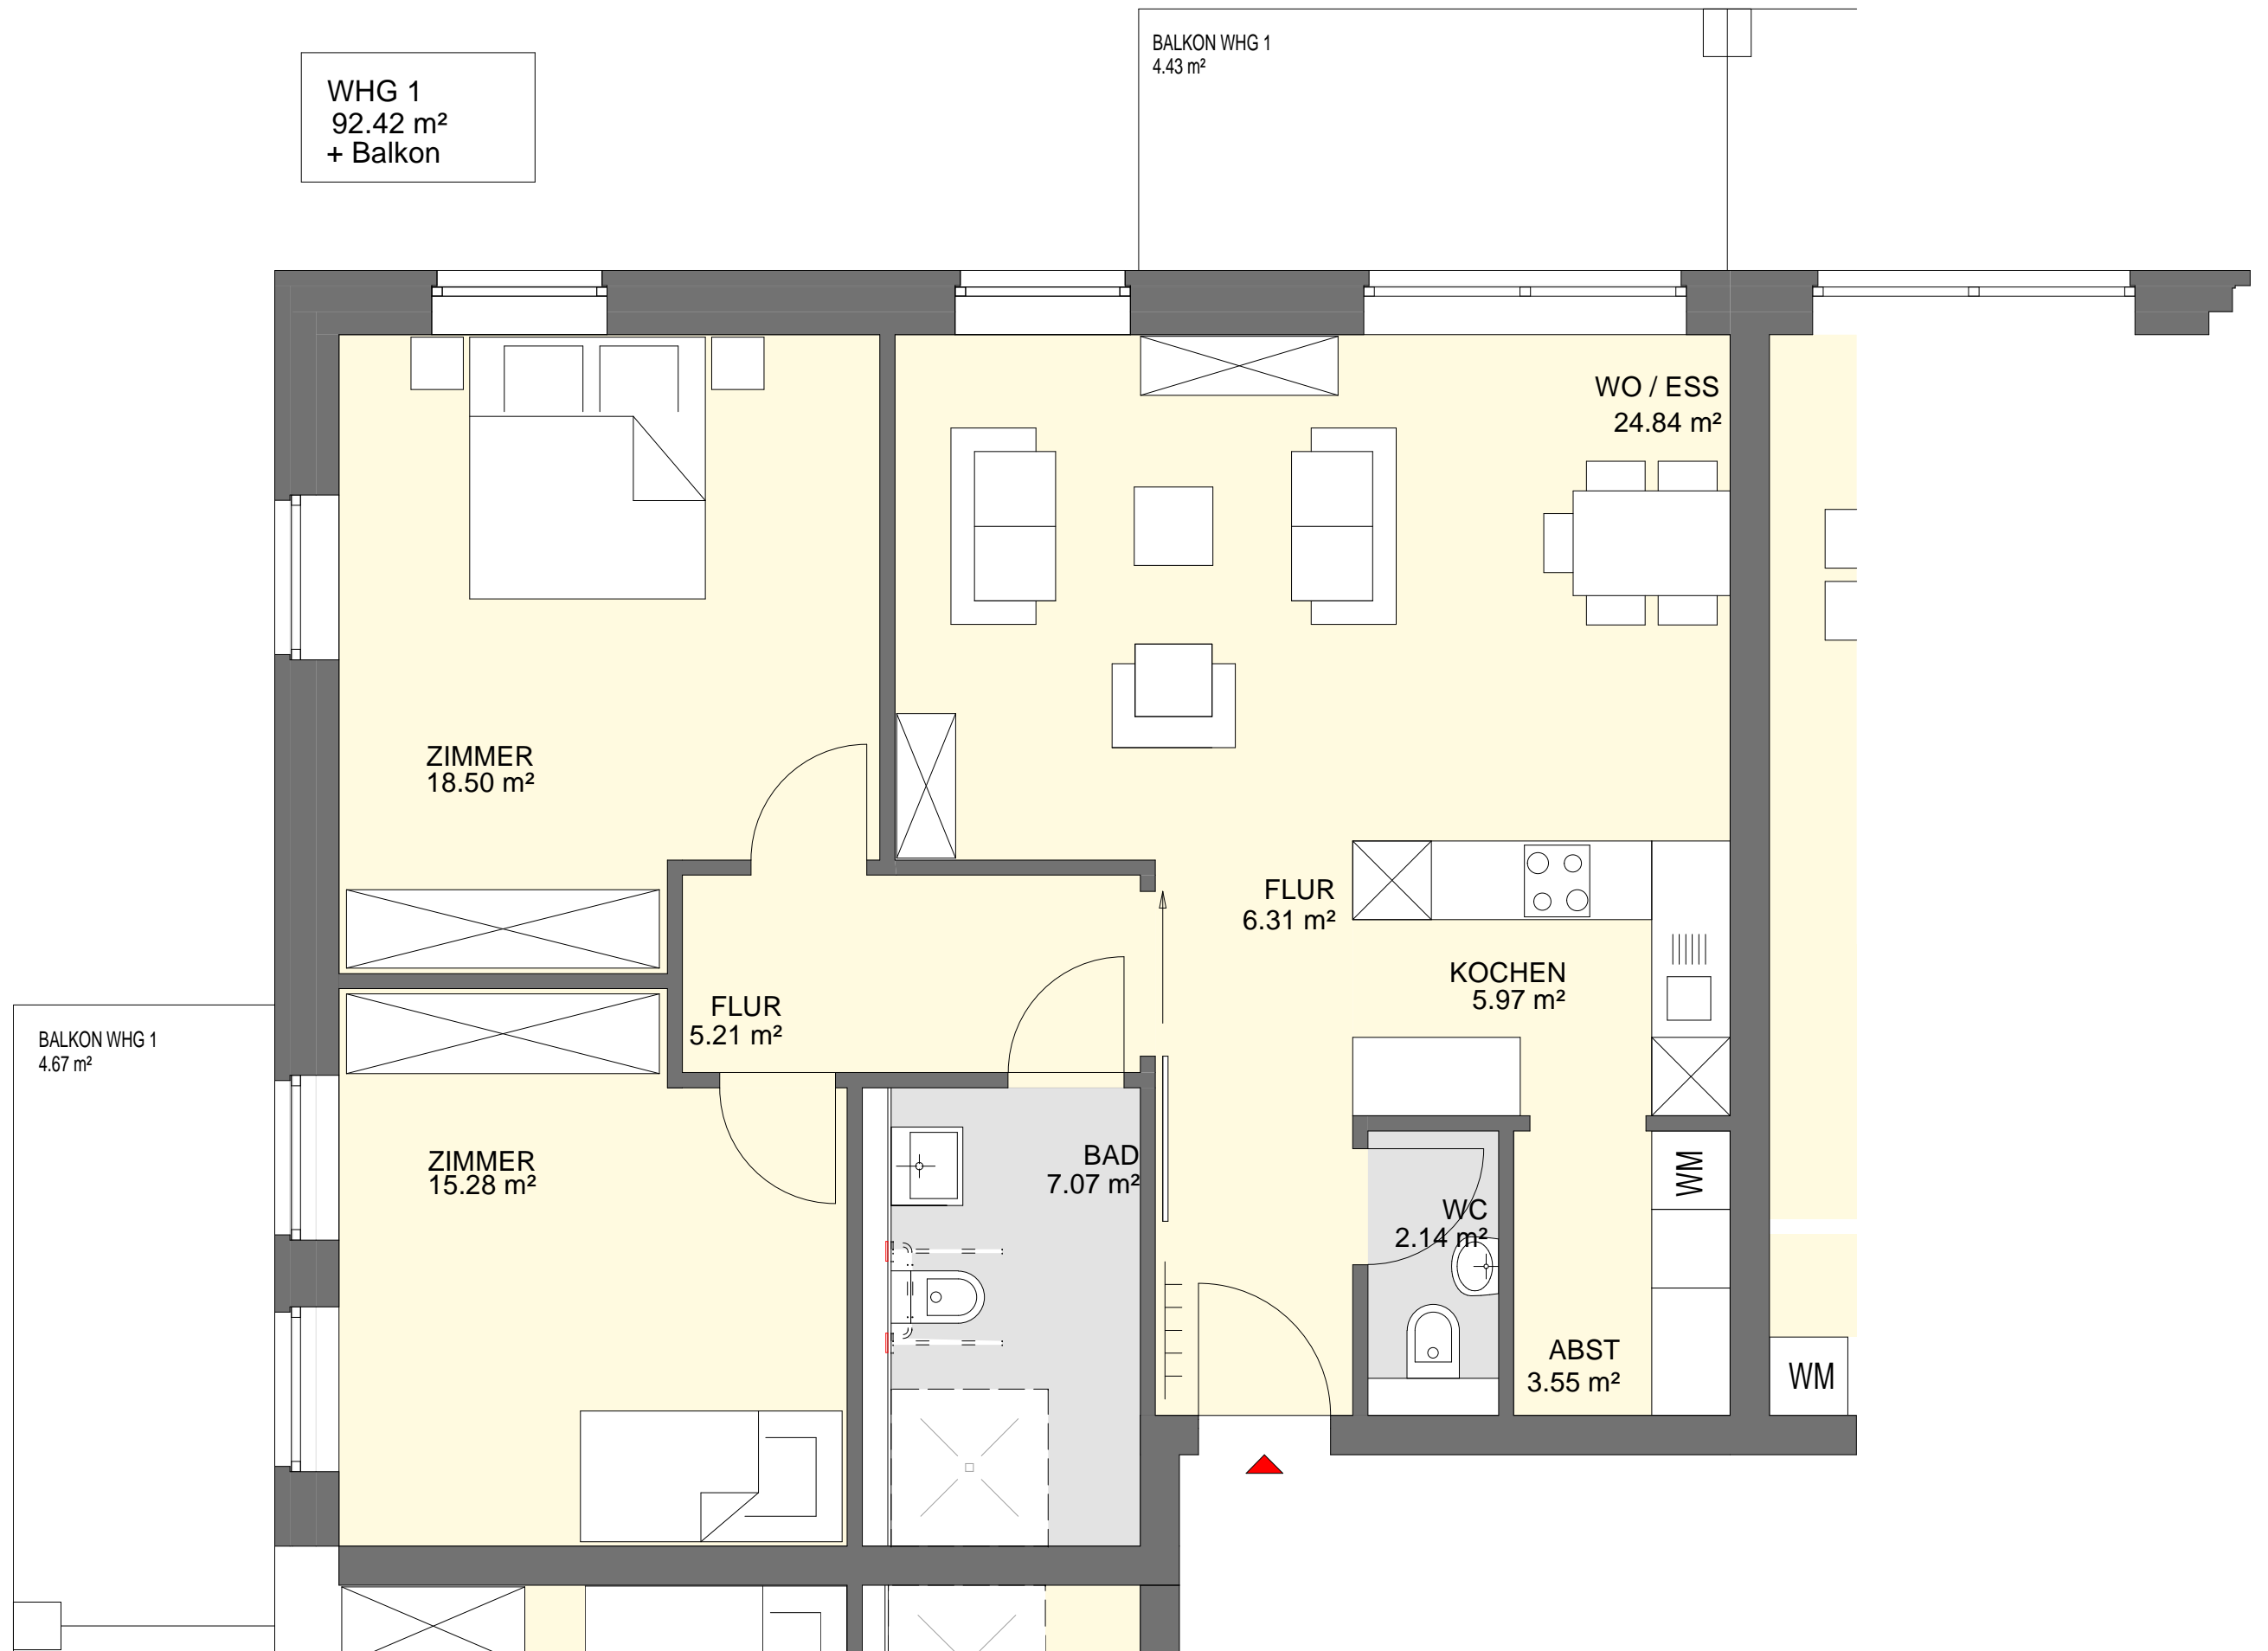 BALKON WHG 1
4.43 m²
WHG 1
92.42 m²
+ Balkon
WO / ESS
24.84 m²
ZIMMER
18.50 m²
FLUR
6.31 m²
KOCHEN
5.97 m²
FLUR
5.21 m²
BALKON WHG 1
4.67 m²
ZIMMER
15.28 m²
BAD
7.07 m²
WM
WC
2.14 m²
ABST
3.55 m²
WM